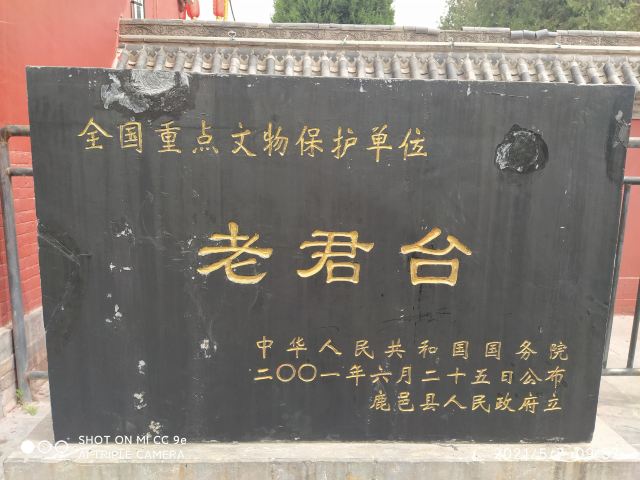 全国重点文物保护单位
老君台
中华人民共和国国务院
二〇〇一年六月二十五日公布
鹿邑县人民政府立
SHOT ON MI CC 9e
AI TRIPLE CAMERA